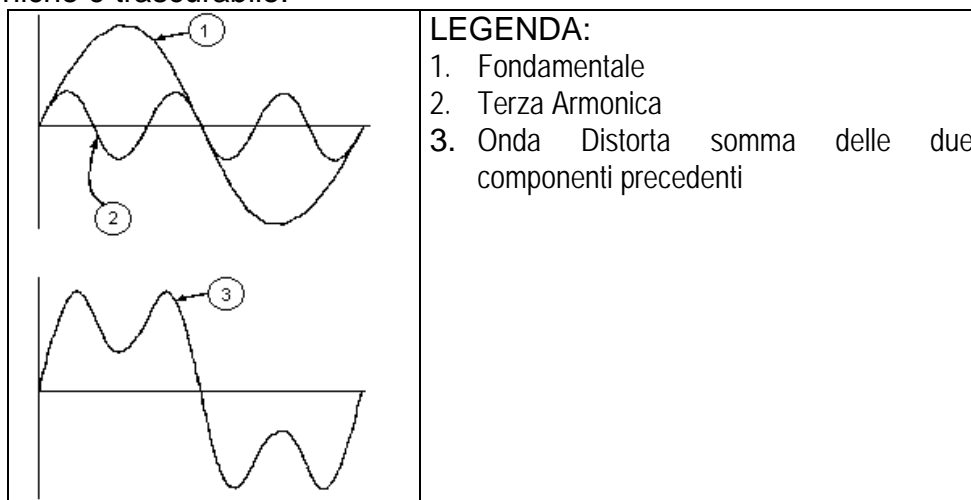 1
2
3
LEGENDA:
1. Fondamentale
2. Terza Armonica
3. Onda Distorta somma delle due
componenti precedenti